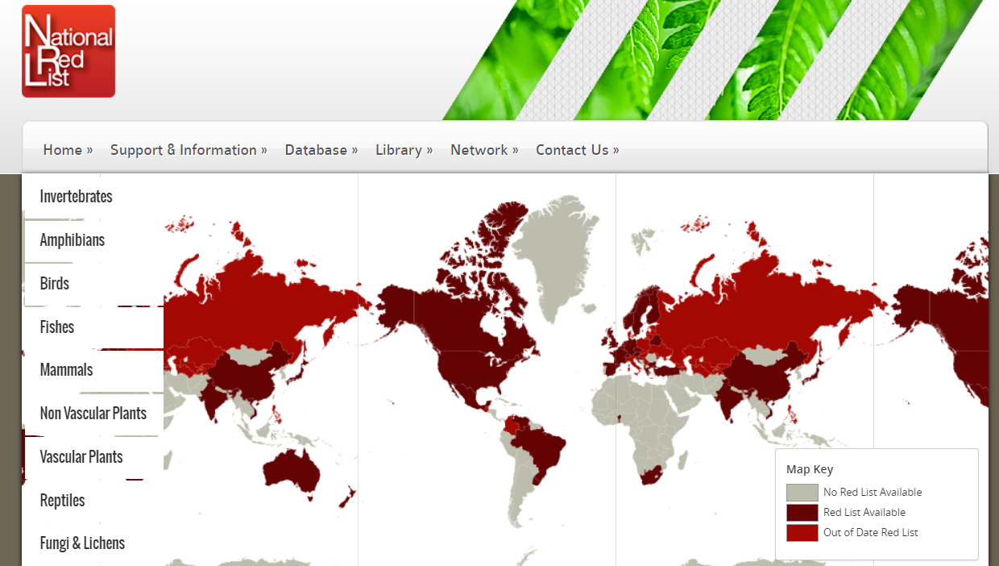 National
Red
List
Home » Support & Information » Database » Library » Network » Contact Us »
Invertebrates
Amphibians
Birds
Fishes
Mammals
Non Vascular Plants
Vascular Plants
Reptiles
Fungi & Lichens
Map Key
No Red List Available
Red List Available
Out of Date Red List